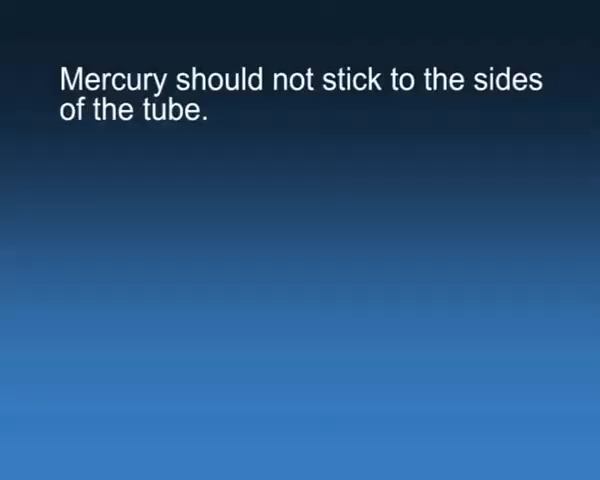 Mercury should not stick to the sides
of the tube.